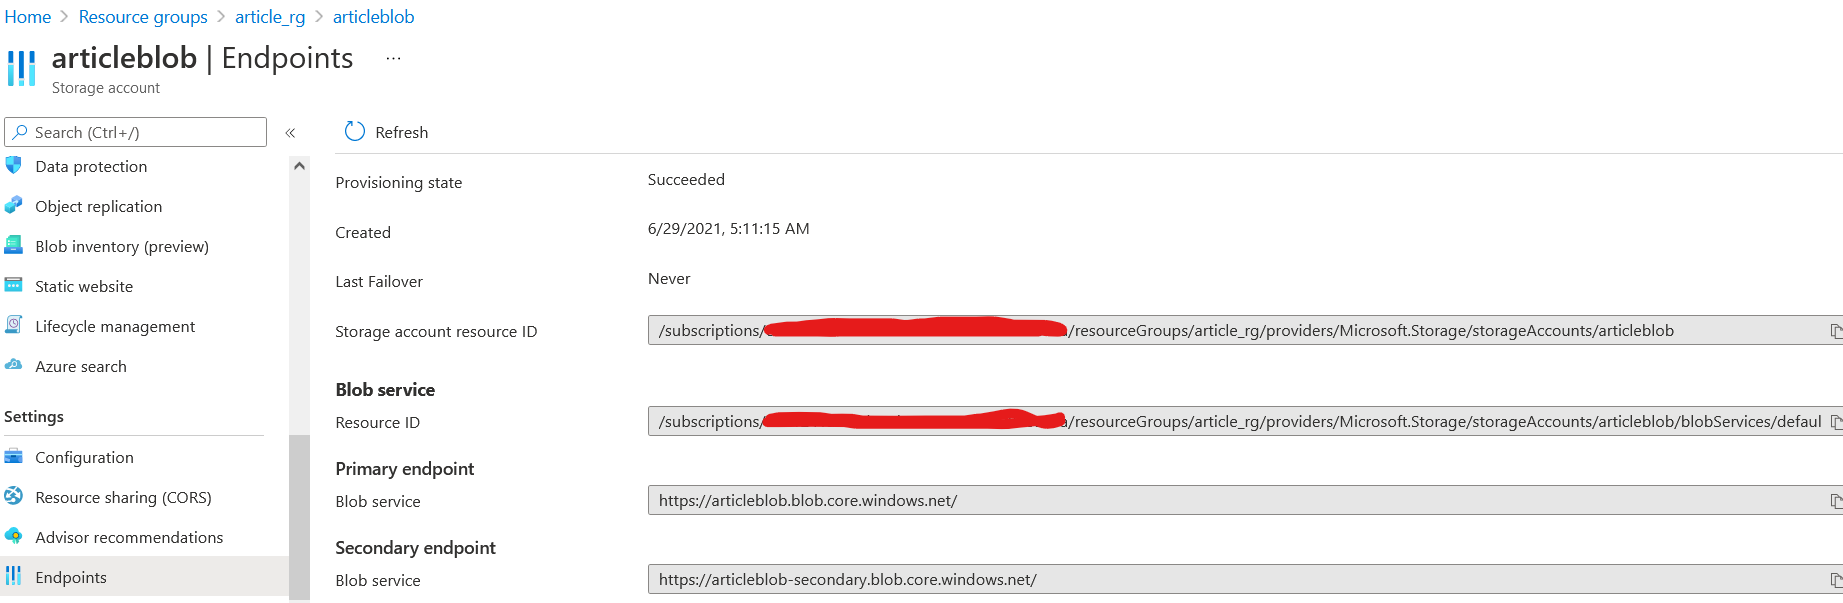 Home > Resource groups > article_rg > articleblob
articleblob | Endpoints ...
Storage account
Search (Ctrl+/) «
Refresh
Data protection
Object replication
Blob inventory (preview)
Static website
Lifecycle management
Azure search
Settings
Configuration
Resource sharing (CORS)
Advisor recommendations
Endpoints
Provisioning state Succeeded
Created 6/29/2021, 5:11:15 AM
Last Failover Never
Storage account resource ID /subscriptions/ /resourceGroups/article_rg/providers/Microsoft.Storage/storageAccounts/articleblob
Blob service
Resource ID /subscriptions/ /resourceGroups/article_rg/providers/Microsoft.Storage/storageAccounts/articleblob/blobServices/defaul
Primary endpoint
Blob service https://articleblob.blob.core.windows.net/
Secondary endpoint
Blob service https://articleblob-secondary.blob.core.windows.net/